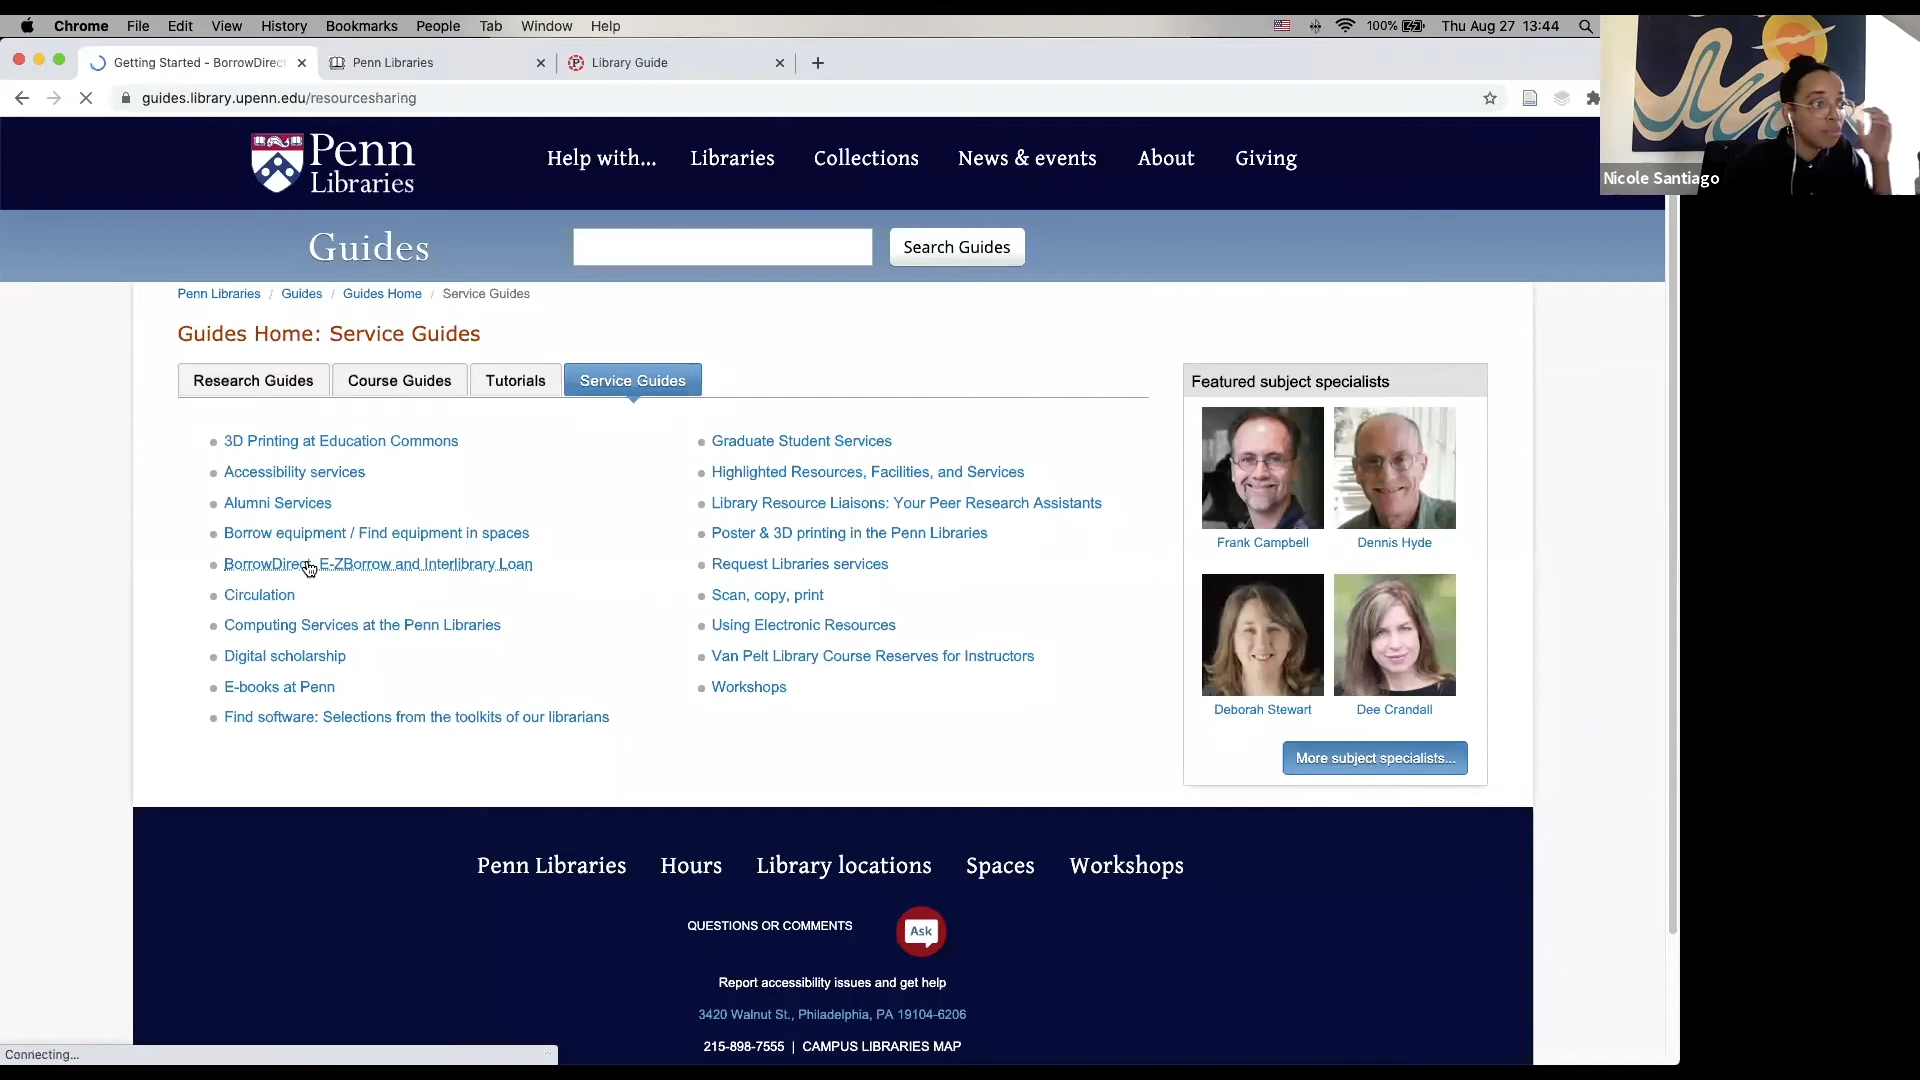 Chrome File Edit View History Bookmarks People Tab Window Help 100% Thu Aug 27 13:44
Getting Started - BorrowDirect Penn Libraries Library Guide
guides.library.upenn.edu/resourcesharing
Nicole Santiago
Penn Libraries
Help with... Libraries Collections News & events About Giving
Guides Search Guides
Penn Libraries / Guides / Guides Home / Service Guides
Guides Home: Service Guides
Research Guides Course Guides Tutorials Service Guides
3D Printing at Education Commons
Accessibility services
Alumni Services
Borrow equipment / Find equipment in spaces
BorrowDirect, E-ZBorrow and Interlibrary Loan
Circulation
Computing Services at the Penn Libraries
Digital scholarship
E-books at Penn
Find software: Selections from the toolkits of our librarians
Graduate Student Services
Highlighted Resources, Facilities, and Services
Library Resource Liaisons: Your Peer Research Assistants
Poster & 3D printing in the Penn Libraries
Request Libraries services
Scan, copy, print
Using Electronic Resources
Van Pelt Library Course Reserves for Instructors
Workshops
Featured subject specialists
Frank Campbell Dennis Hyde
Deborah Stewart Dee Crandall
More subject specialists...
Penn Libraries Hours Library locations Spaces Workshops
QUESTIONS OR COMMENTS Ask
Report accessibility issues and get help
3420 Walnut St., Philadelphia, PA 19104-6206
215-898-7555 | CAMPUS LIBRARIES MAP
Connecting...